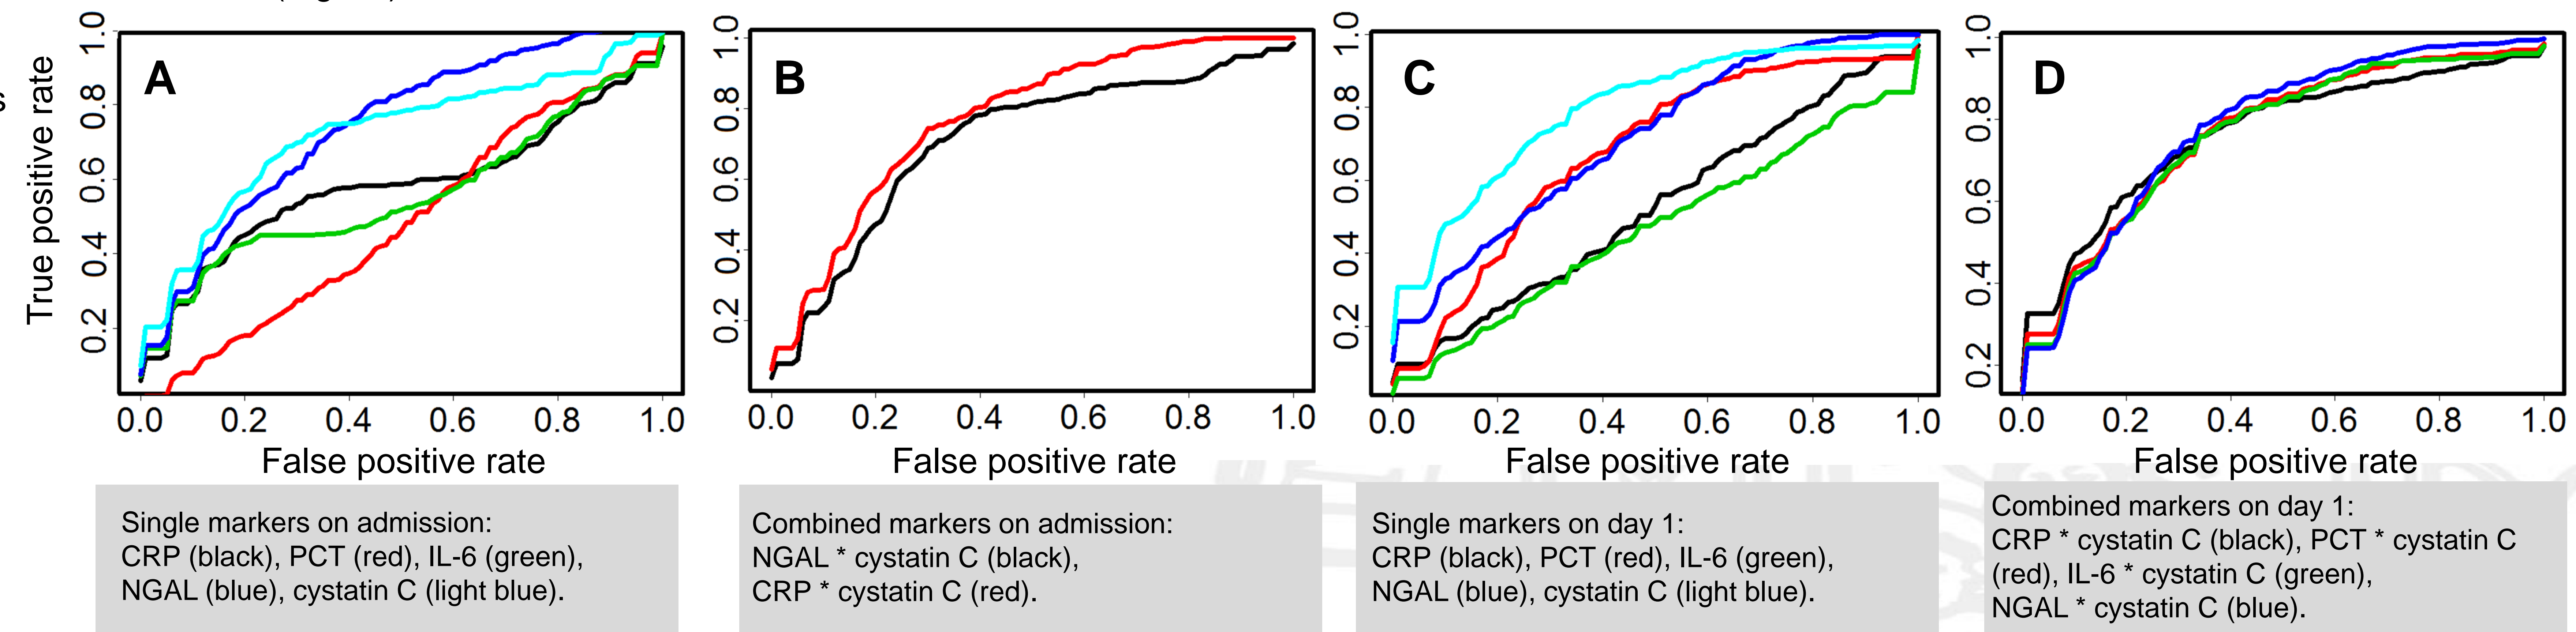 True positive rate
A
1.0
0.8
0.6
0.4
0.2
0.0 0.2 0.4 0.6 0.8 1.0
False positive rate
Single markers on admission:
CRP (black), PCT (red), IL-6 (green),
NGAL (blue), cystatin C (light blue).
B
1.0
0.8
0.6
0.4
0.2
0.0 0.2 0.4 0.6 0.8 1.0
False positive rate
Combined markers on admission:
NGAL * cystatin C (black),
CRP * cystatin C (red).
C
1.0
0.8
0.6
0.4
0.2
0.0 0.2 0.4 0.6 0.8 1.0
False positive rate
Single markers on day 1:
CRP (black), PCT (red), IL-6 (green),
NGAL (blue), cystatin C (light blue).
D
1.0
0.8
0.6
0.4
0.2
0.0 0.2 0.4 0.6 0.8 1.0
False positive rate
Combined markers on day 1:
CRP * cystatin C (black), PCT * cystatin C
(red), IL-6 * cystatin C (green),
NGAL * cystatin C (blue).